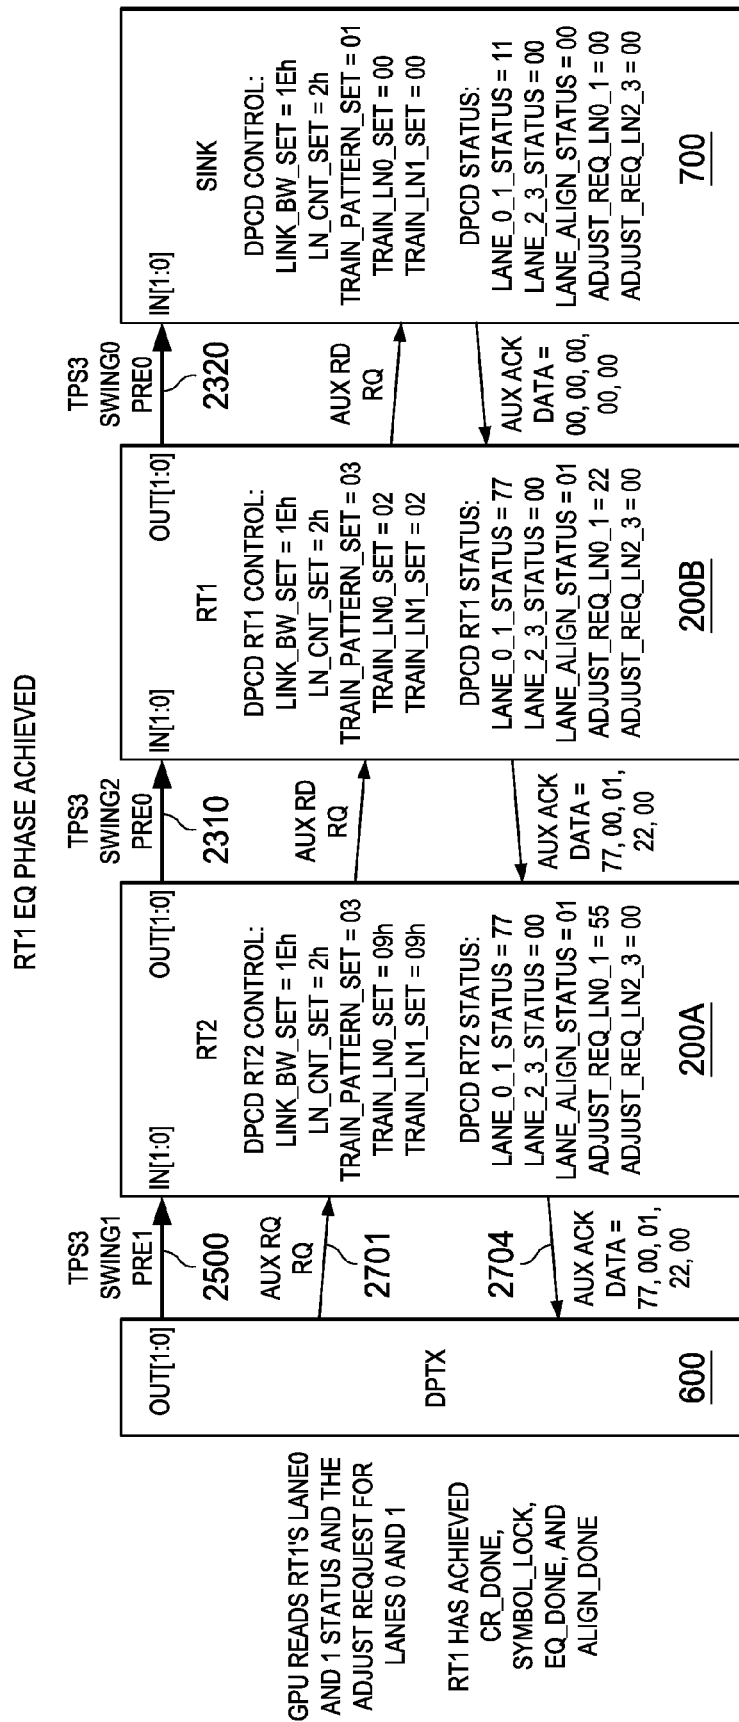 RT1 EQ PHASE ACHIEVED
GPU READS RT1'S LANE0
AND 1 STATUS AND THE
ADJUST REQUEST FOR
LANES 0 AND 1
RT1 HAS ACHIEVED
CR_DONE,
SYMBOL_LOCK,
EQ_DONE, AND
ALIGN_DONE
OUT[1:0]
DPTX
600
TPS3
SWING1
PRE1
2500
AUX RQ
RQ
2701
2704
AUX ACK
DATA =
77, 00, 01,
22, 00
IN[1:0]
OUT[1:0]
RT2
DPCD RT2 CONTROL:
LINK_BW_SET = 1Eh
LN_CNT_SET = 2h
TRAIN_PATTERN_SET = 03
TRAIN_LN0_SET = 09h
TRAIN_LN1_SET = 09h
DPCD RT2 STATUS:
LANE_0_1_STATUS = 77
LANE_2_3_STATUS = 00
LANE_ALIGN_STATUS = 01
ADJUST_REQ_LN0_1 = 55
ADJUST_REQ_LN2_3 = 00
200A
TPS3
SWING2
PRE0
2310
AUX RD
RQ
AUX ACK
DATA =
77, 00, 01,
22, 00
IN[1:0]
OUT[1:0]
RT1
DPCD RT1 CONTROL:
LINK_BW_SET = 1Eh
LN_CNT_SET = 2h
TRAIN_PATTERN_SET = 03
TRAIN_LN0_SET = 02
TRAIN_LN1_SET = 02
DPCD RT1 STATUS:
LANE_0_1_STATUS = 77
LANE_2_3_STATUS = 00
LANE_ALIGN_STATUS = 01
ADJUST_REQ_LN0_1 = 22
ADJUST_REQ_LN2_3 = 00
200B
TPS3
SWING0
PRE0
2320
AUX RD
RQ
AUX ACK
DATA =
00, 00, 00,
00, 00
IN[1:0]
SINK
DPCD CONTROL:
LINK_BW_SET = 1Eh
LN_CNT_SET = 2h
TRAIN_PATTERN_SET = 01
TRAIN_LN0_SET = 00
TRAIN_LN1_SET = 00
DPCD STATUS:
LANE_0_1_STATUS = 11
LANE_2_3_STATUS = 00
LANE_ALIGN_STATUS = 00
ADJUST_REQ_LN0_1 = 00
ADJUST_REQ_LN2_3 = 00
700